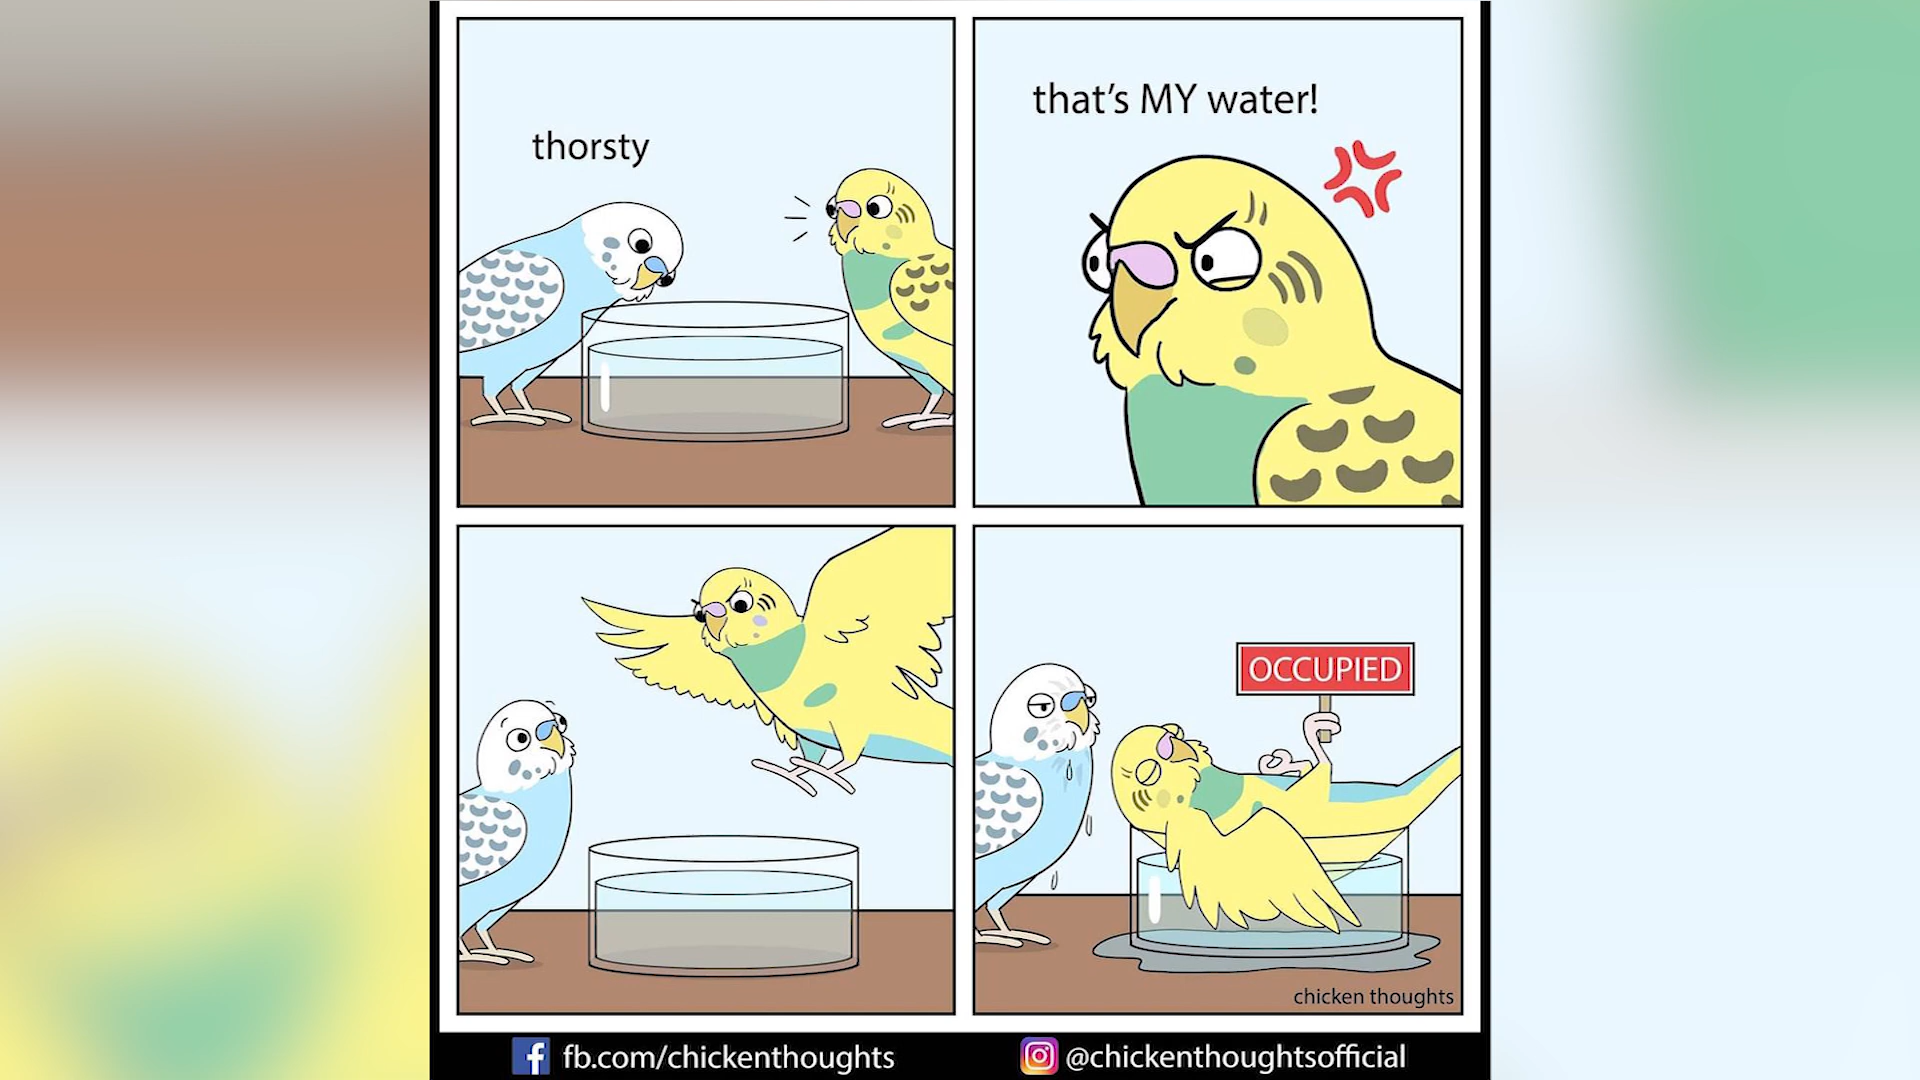 thorsty
that's MY water!
OCCUPIED
chicken thoughts
fb.com/chickenthoughts
@chickenthoughtsofficial